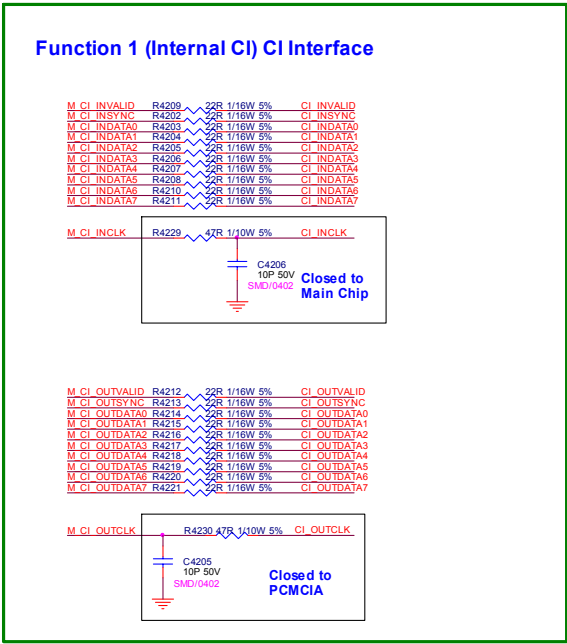 Function 1 (Internal CI) CI Interface
M_CI_INVALID R4209 22R 1/16W 5% CI_INVALID
M_CI_INSYNC R4202 22R 1/16W 5% CI_INSYNC
M_CI_INDATA0 R4203 22R 1/16W 5% CI_INDATA0
M_CI_INDATA1 R4204 22R 1/16W 5% CI_INDATA1
M_CI_INDATA2 R4205 22R 1/16W 5% CI_INDATA2
M_CI_INDATA3 R4206 22R 1/16W 5% CI_INDATA3
M_CI_INDATA4 R4207 22R 1/16W 5% CI_INDATA4
M_CI_INDATA5 R4208 22R 1/16W 5% CI_INDATA5
M_CI_INDATA6 R4210 22R 1/16W 5% CI_INDATA6
M_CI_INDATA7 R4211 22R 1/16W 5% CI_INDATA7
M_CI_INCLK R4229 47R 1/10W 5% CI_INCLK
C4206
10P 50V
SMD/0402
Closed to
Main Chip
M_CI_OUTVALID R4212 22R 1/16W 5% CI_OUTVALID
M_CI_OUTSYNC R4213 22R 1/16W 5% CI_OUTSYNC
M_CI_OUTDATA0 R4214 22R 1/16W 5% CI_OUTDATA0
M_CI_OUTDATA1 R4215 22R 1/16W 5% CI_OUTDATA1
M_CI_OUTDATA2 R4216 22R 1/16W 5% CI_OUTDATA2
M_CI_OUTDATA3 R4217 22R 1/16W 5% CI_OUTDATA3
M_CI_OUTDATA4 R4218 22R 1/16W 5% CI_OUTDATA4
M_CI_OUTDATA5 R4219 22R 1/16W 5% CI_OUTDATA5
M_CI_OUTDATA6 R4220 22R 1/16W 5% CI_OUTDATA6
M_CI_OUTDATA7 R4221 22R 1/16W 5% CI_OUTDATA7
M_CI_OUTCLK R4230 47R 1/10W 5% CI_OUTCLK
C4205
10P 50V
SMD/0402
Closed to
PCMCIA